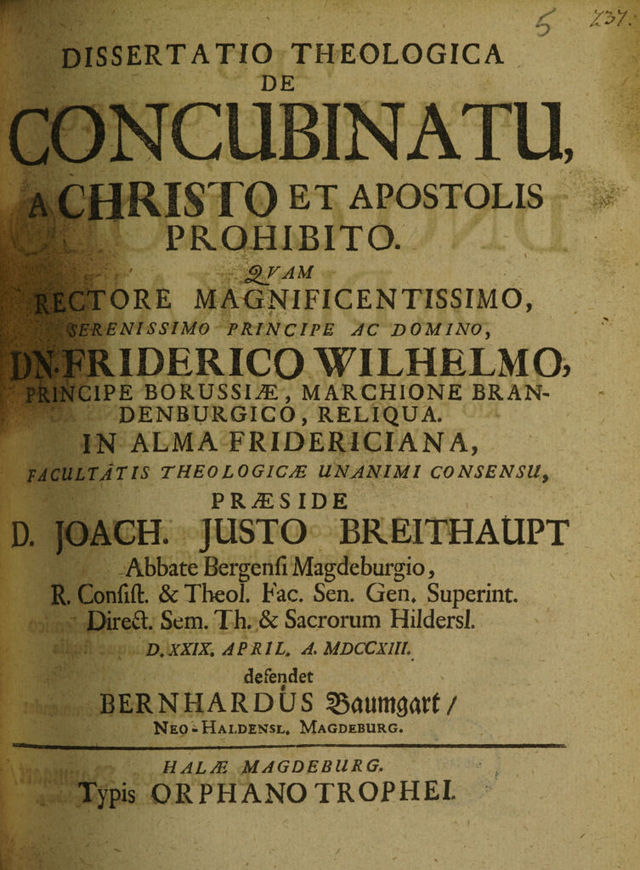 5 237.
DISSERTATIO THEOLOGICA
DE
CONCUBINATU,
A CHRISTO ET APOSTOLIS
PROHIBITO.
QVAM
RECTORE MAGNIFICENTISSIMO,
SERENISSIMO PRINCIPE AC DOMINO,
DN. FRIDERICO WILHELMO,
PRINCIPE BORUSSIÆ, MARCHIONE BRAN-
DENBURGICO, RELIQUA.
IN ALMA FRIDERICIANA,
FACULTATIS THEOLOGICÆ UNANIMI CONSENSU,
PRÆSIDE
D. JOACH. JUSTO BREITHAUPT
Abbate Bergenſi Magdeburgio,
R. Conſiſt. & Theol. Fac. Sen. Gen. Superint.
Direct. Sem. Th. & Sacrorum Hildersl.
D. XXIX. APRIL. A. MDCCXIII.
defendet
BERNHARDUS Baumgart /
NEO-HALDENSL. MAGDEBURG.
HALÆ MAGDEBURG.
Typis ORPHANOTROPHEI.